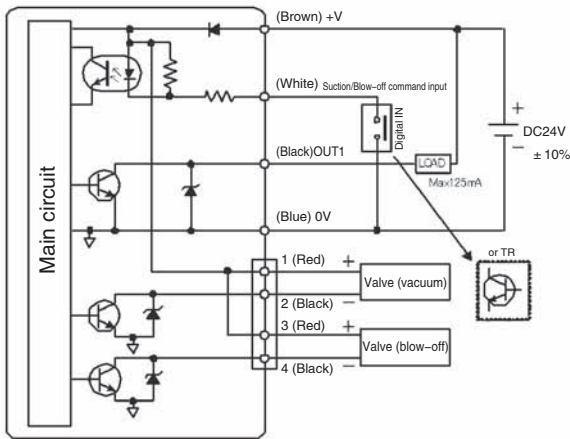 (Brown) +V
(White) Suction/Blow-off command input
Digital IN
+
DC24V
− ± 10%
(Black)OUT1
LOAD
Max125mA
Main circuit
(Blue) 0V
or TR
1 (Red) +
Valve (vacuum)
2 (Black) −
3 (Red) +
Valve (blow-off)
4 (Black) −